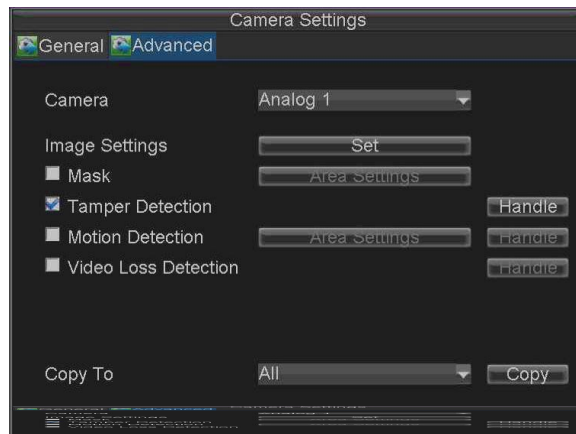 Camera Settings
General Advanced
Camera Analog 1
Image Settings Set
Mask Area Settings
Tamper Detection Handle
Motion Detection Area Settings Handle
Video Loss Detection Handle
Copy To All Copy